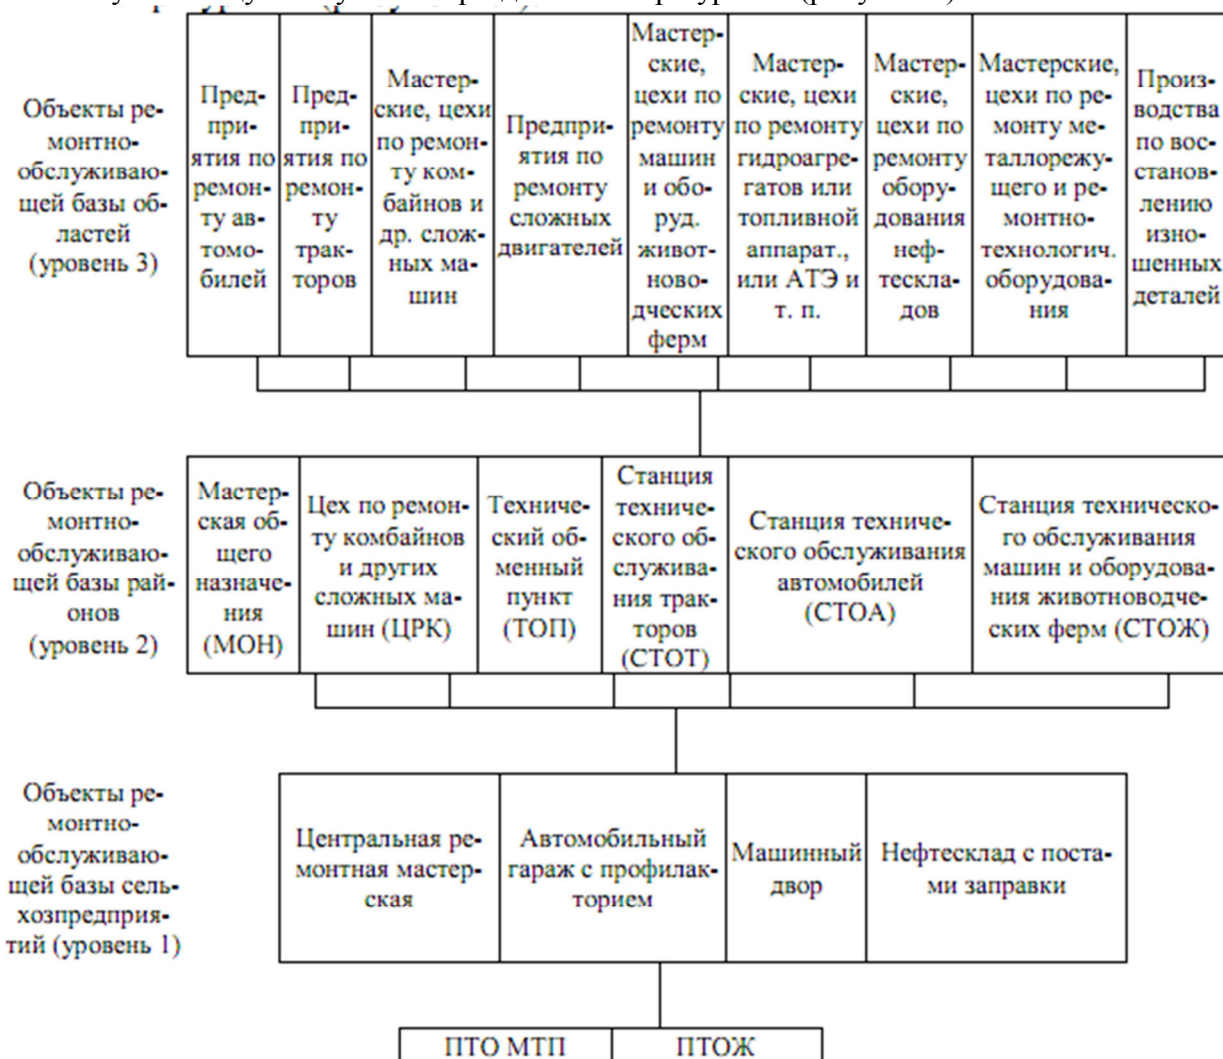 Объекты ре-
монтно-
обслуживаю-
щей базы об-
ластей
(уровень 3)
Пред-
при-
ятия по
ремон-
ту ав-
томо-
билей
Пред-
при-
ятия по
ремон-
ту
трак-
торов
Мастер-
ские, цехи
по ремон-
ту ком-
байнов и
др. слож-
ных ма-
шин
Предпри-
ятия по
ремонту
сложных
двигателей
Мастер-
ские,
цехи по
ремонту
машин
и обо-
руд.
живот-
ново-
дческих
ферм
Мастер-
ские, цехи
по ремонту
гидроагре-
гатов или
топливной
аппарат.,
или АТЭ и
т. п.
Мастер-
ские,
цехи по
ремонту
обору-
дования
неф-
тескла-
дов
Мастерские,
цехи по ре-
монту ме-
таллорежу-
щего и ре-
монтно-
технологич.
оборудова-
ния
Произ-
водства
по вос-
станов-
лению
изно-
шенных
деталей
Объекты ре-
монтно-
обслуживаю-
щей базы рай-
онов
(уровень 2)
Мастер-
ская об-
щего
назначе-
ния
(МОН)
Цех по ремон-
ту комбайнов
и других
сложных ма-
шин (ЦРК)
Техниче-
ский об-
менный
пункт
(ТОП)
Станция
техниче-
ского об-
служива-
ния трак-
торов
(СТОТ)
Станция техниче-
ского обслуживания
автомобилей
(СТОА)
Станция техническо-
го обслуживания
машин и оборудова-
ния животноводче-
ских ферм (СТОЖ)
Объекты ре-
монтно-
обслуживаю-
щей базы сель-
хозпредприя-
тий (уровень 1)
Центральная ре-
монтная мастер-
ская
Автомобильный
гараж с профилак-
торием
Машинный
двор
Нефтесклад с поста-
ми заправки
ПТО МТП
ПТОЖ